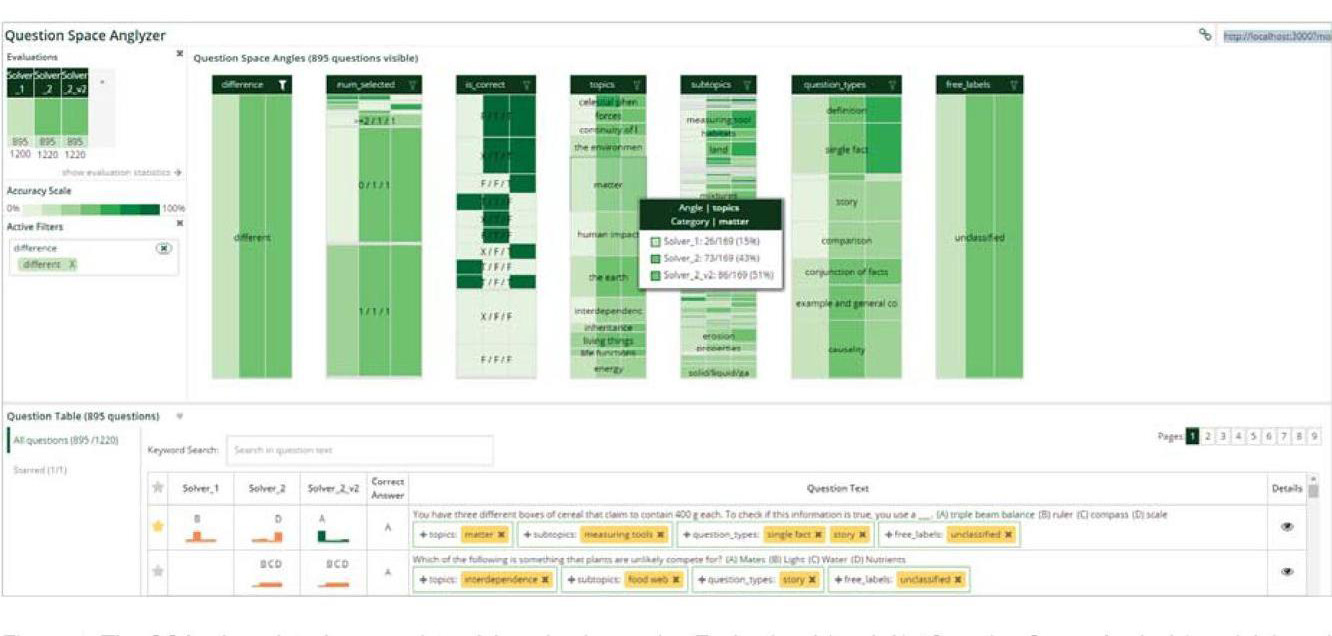 Question Space Anglyzer
http://localhost:3000?mo
Evaluations
Solver_1
Solver_2
Solver_2_v2
895 895 895
1200 1220 1220
show evaluation statistics
Accuracy Scale
0% 100%
Active Filters
difference
different X
Question Space Angles (895 questions visible)
difference
different
num_selected
>=2 / 1 / 1
0 / 1 / 1
1 / 1 / 1
is_correct
F / F / T
X / F / T
X / F / F
F / F / F
topics
celestial phen
forces
continuity of l
the environmen
matter
human impact
the earth
interdependenc
inheritance
living things
life functions
energy
subtopics
measuring tool
habitats
land
mixtures
erosion
properties
solid/liquid/ga
question_types
definition
single fact
story
comparison
conjunction of facts
example and general co
causality
free_labels
unclassified
Angle | topics
Category | matter
Solver_1: 26/169 (15%)
Solver_2: 73/169 (43%)
Solver_2_v2: 86/169 (51%)
Question Table (895 questions)
All questions (895 /1220)
Starred (1/1)
Keyword Search: Search in question text
Pages 1 2 3 4 5 6 7 8 9
Solver_1 Solver_2 Solver_2_v2 Correct Answer Question Text Details
B D A A You have three different boxes of cereal that claim to contain 400 g each. To check if this information is true, you use a __. (A) triple beam balance (B) ruler (C) compass (D) scale
+ topics: matter x + subtopics: measuring tools x + question_types: single fact x story x + free_labels: unclassified x
BCD BCD A Which of the following is something that plants are unlikely compete for? (A) Mates (B) Light (C) Water (D) Nutrients
+ topics: interdependence x + subtopics: food web x + question_types: story x + free_labels: unclassified x